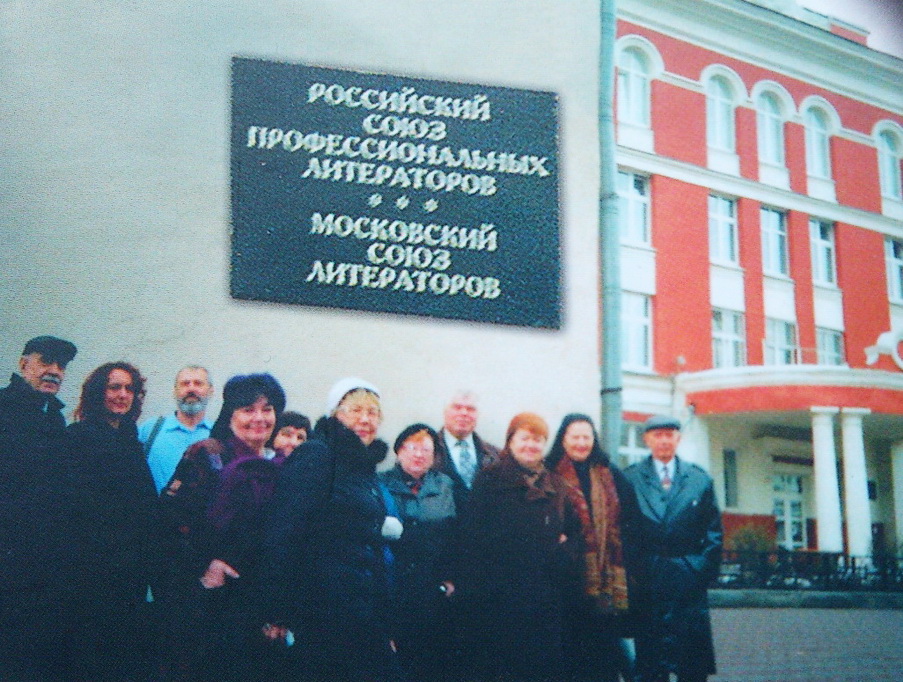 РОССИЙСКИЙ
СОЮЗ
ПРОФЕССИОНАЛЬНЫХ
ЛИТЕРАТОРОВ
* * *
МОСКОВСКИЙ
СОЮЗ
ЛИТЕРАТОРОВ